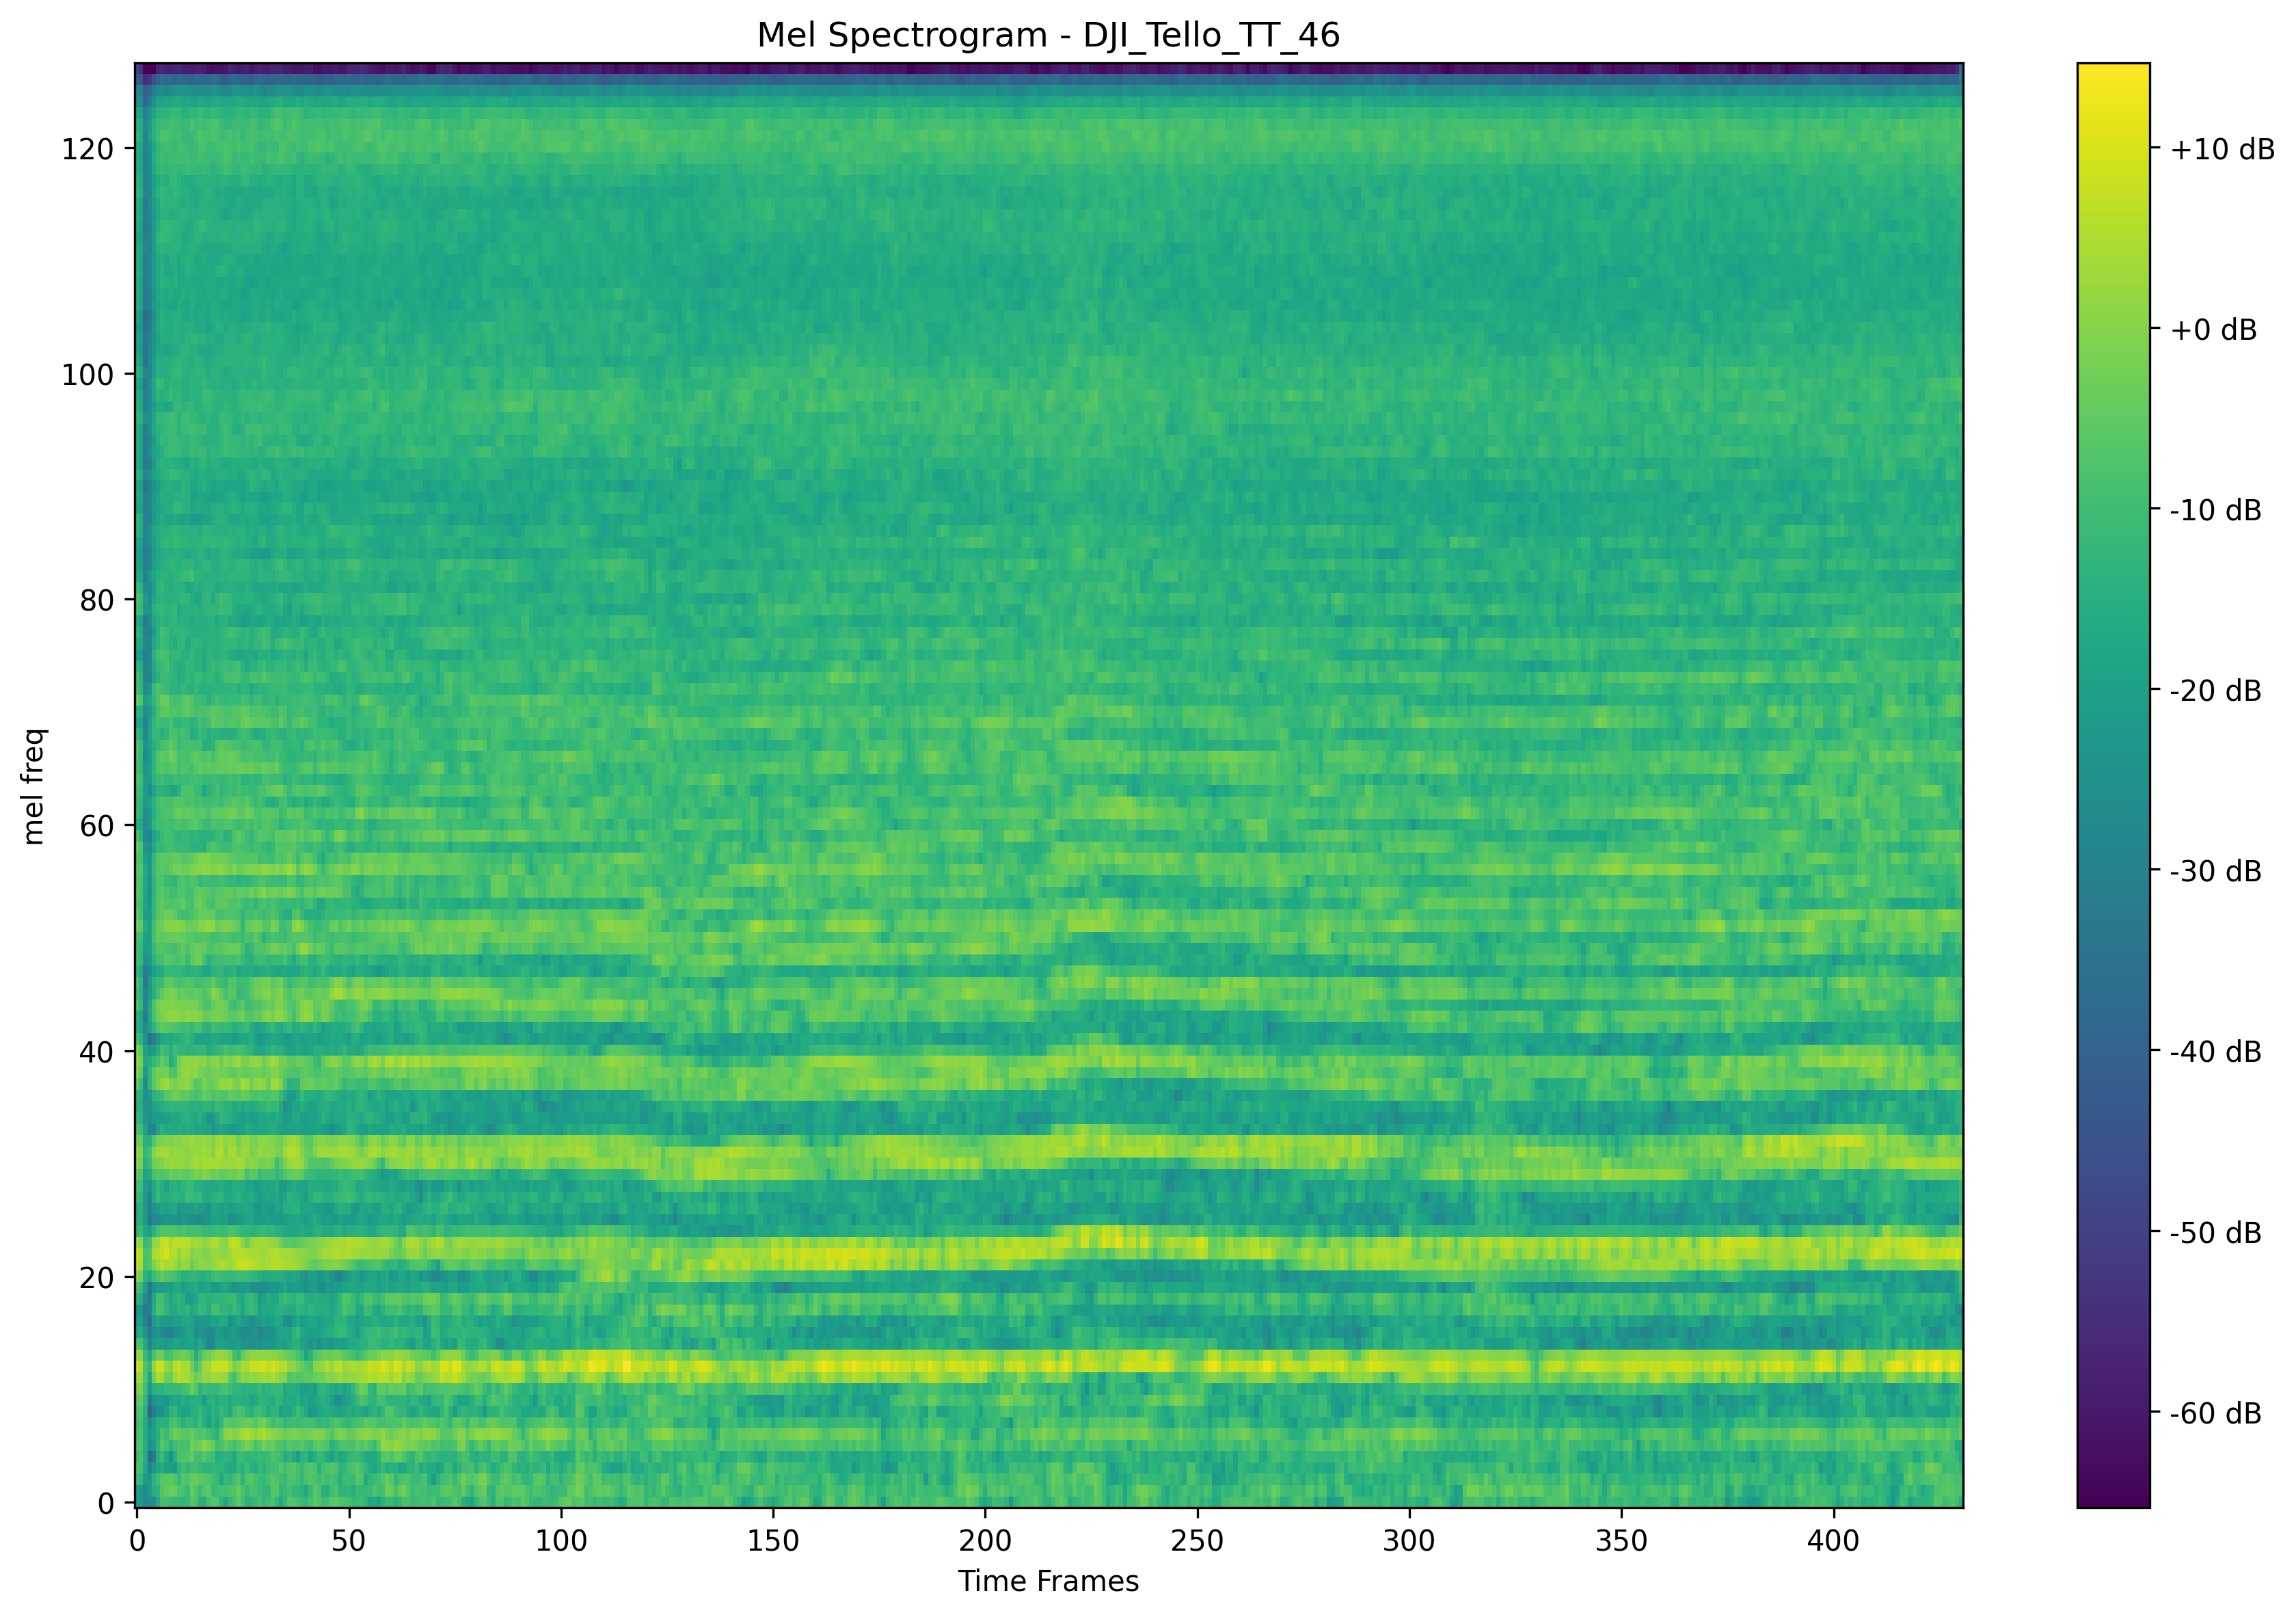 Mel Spectrogram - DJI_Tello_TT_46
mel freq
120
100
80
60
40
20
0
0 50 100 150 200 250 300 350 400
Time Frames
+10 dB
+0 dB
-10 dB
-20 dB
-30 dB
-40 dB
-50 dB
-60 dB